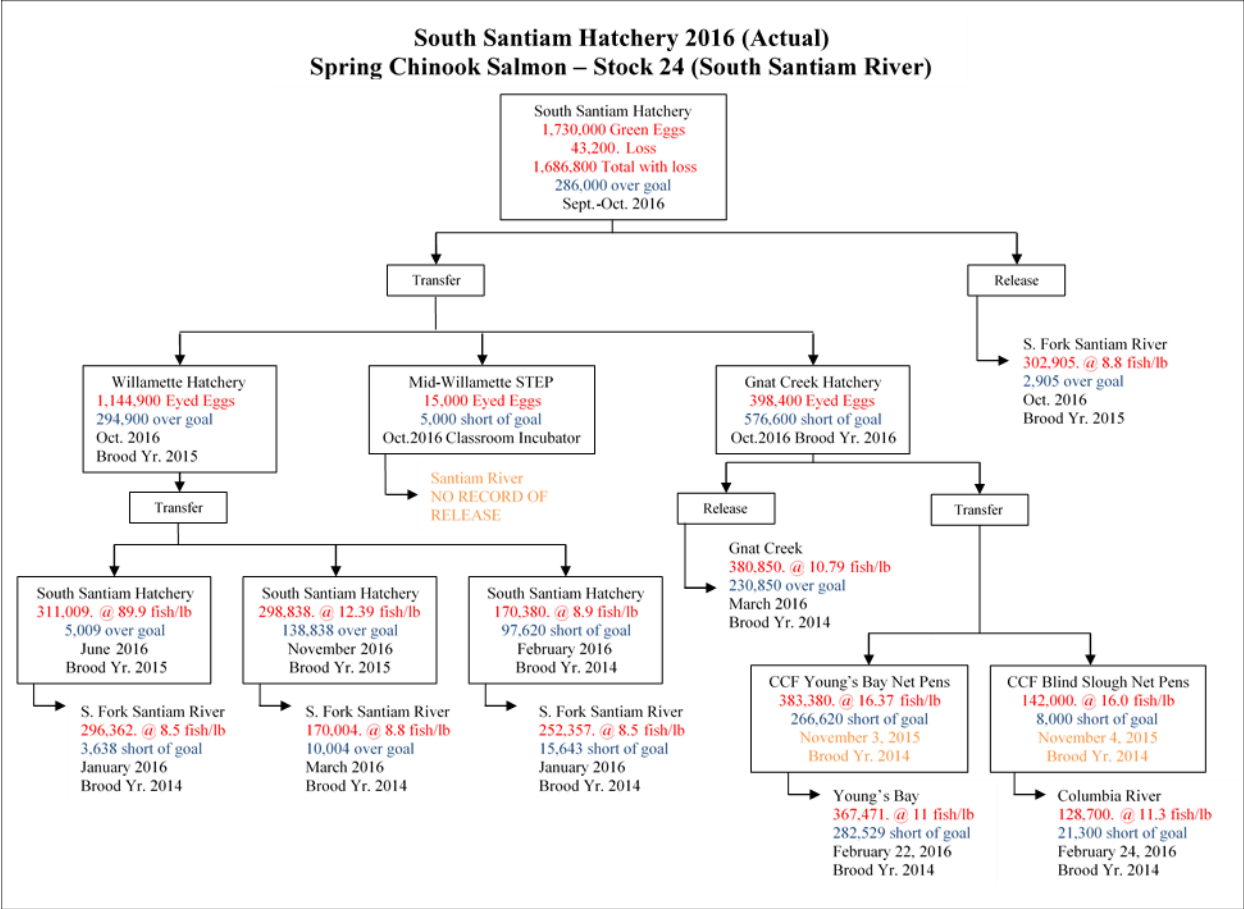 South Santiam Hatchery 2016 (Actual)
Spring Chinook Salmon – Stock 24 (South Santiam River)
South Santiam Hatchery
1,730,000 Green Eggs
43,200. Loss
1,686,800 Total with loss
286,000 over goal
Sept.-Oct. 2016
Transfer
Release
S. Fork Santiam River
302,905. @ 8.8 fish/lb
2,905 over goal
Oct. 2016
Brood Yr. 2015
Willamette Hatchery
1,144,900 Eyed Eggs
294,900 over goal
Oct. 2016
Brood Yr. 2015
Mid-Willamette STEP
15,000 Eyed Eggs
5,000 short of goal
Oct.2016 Classroom Incubator
Gnat Creek Hatchery
398,400 Eyed Eggs
576,600 short of goal
Oct.2016 Brood Yr. 2016
Santiam River
NO RECORD OF
RELEASE
Transfer
Release
Transfer
Gnat Creek
380,850. @ 10.79 fish/lb
230,850 over goal
March 2016
Brood Yr. 2014
South Santiam Hatchery
311,009. @ 89.9 fish/lb
5,009 over goal
June 2016
Brood Yr. 2015
South Santiam Hatchery
298,838. @ 12.39 fish/lb
138,838 over goal
November 2016
Brood Yr. 2015
South Santiam Hatchery
170,380. @ 8.9 fish/lb
97,620 short of goal
February 2016
Brood Yr. 2014
CCF Young's Bay Net Pens
383,380. @ 16.37 fish/lb
266,620 short of goal
November 3, 2015
Brood Yr. 2014
CCF Blind Slough Net Pens
142,000. @ 16.0 fish/lb
8,000 short of goal
November 4, 2015
Brood Yr. 2014
S. Fork Santiam River
296,362. @ 8.5 fish/lb
3,638 short of goal
January 2016
Brood Yr. 2014
S. Fork Santiam River
170,004. @ 8.8 fish/lb
10,004 over goal
March 2016
Brood Yr. 2014
S. Fork Santiam River
252,357. @ 8.5 fish/lb
15,643 short of goal
January 2016
Brood Yr. 2014
Young's Bay
367,471. @ 11 fish/lb
282,529 short of goal
February 22, 2016
Brood Yr. 2014
Columbia River
128,700. @ 11.3 fish/lb
21,300 short of goal
February 24, 2016
Brood Yr. 2014